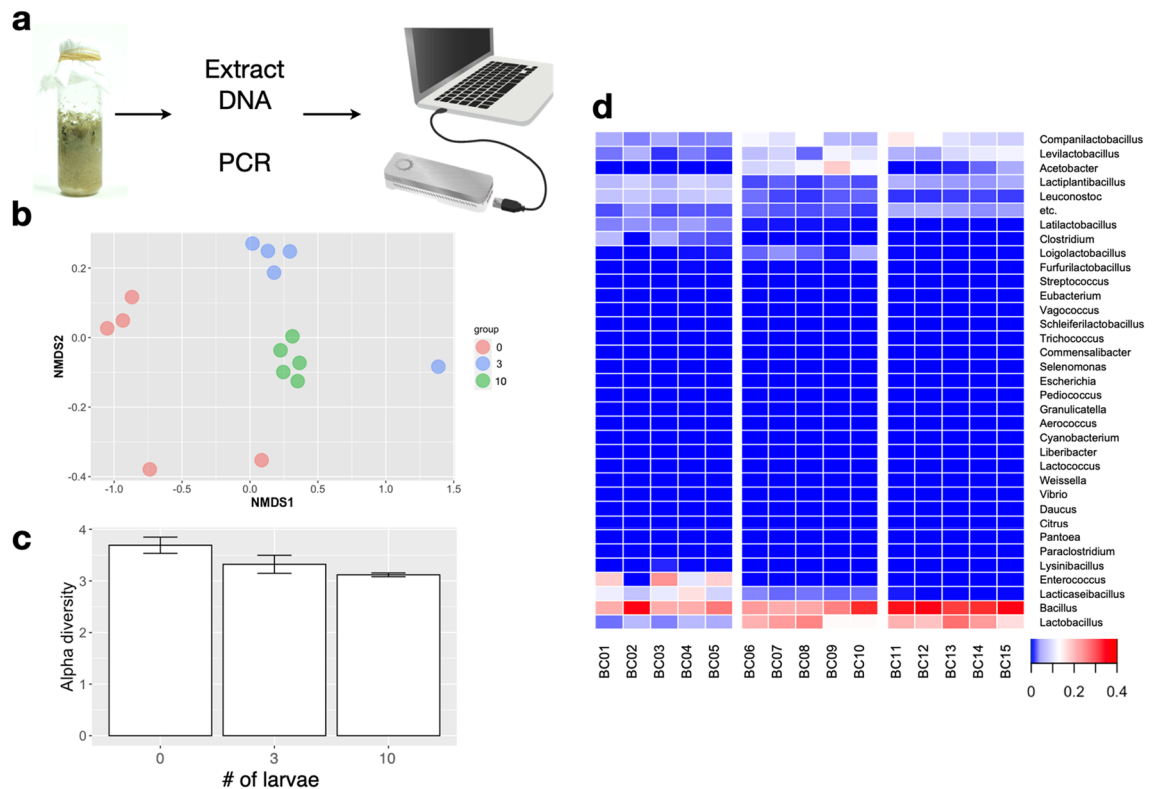 a
Extract
DNA
PCR
b
0.2
0.0
-0.2
-0.4
NMDS2
-1.0
-0.5
0.0
0.5
1.0
1.5
NMDS1
group
0
3
10
c
4
3
2
1
0
Alpha diversity
0
3
10
# of larvae
d
Companilactobacillus
Levilactobacillus
Acetobacter
Lactiplantibacillus
Leuconostoc
etc.
Latilactobacillus
Clostridium
Loigolactobacillus
Furfurilactobacillus
Streptococcus
Eubacterium
Vagococcus
Schleiferilactobacillus
Trichococcus
Commensalibacter
Selenomonas
Escherichia
Pediococcus
Granulicatella
Aerococcus
Cyanobacterium
Liberibacter
Lactococcus
Weissella
Vibrio
Daucus
Citrus
Pantoea
Paraclostridium
Lysinibacillus
Enterococcus
Lacticaseibacillus
Bacillus
Lactobacillus
BC01
BC02
BC03
BC04
BC05
BC06
BC07
BC08
BC09
BC10
BC11
BC12
BC13
BC14
BC15
0
0.2
0.4